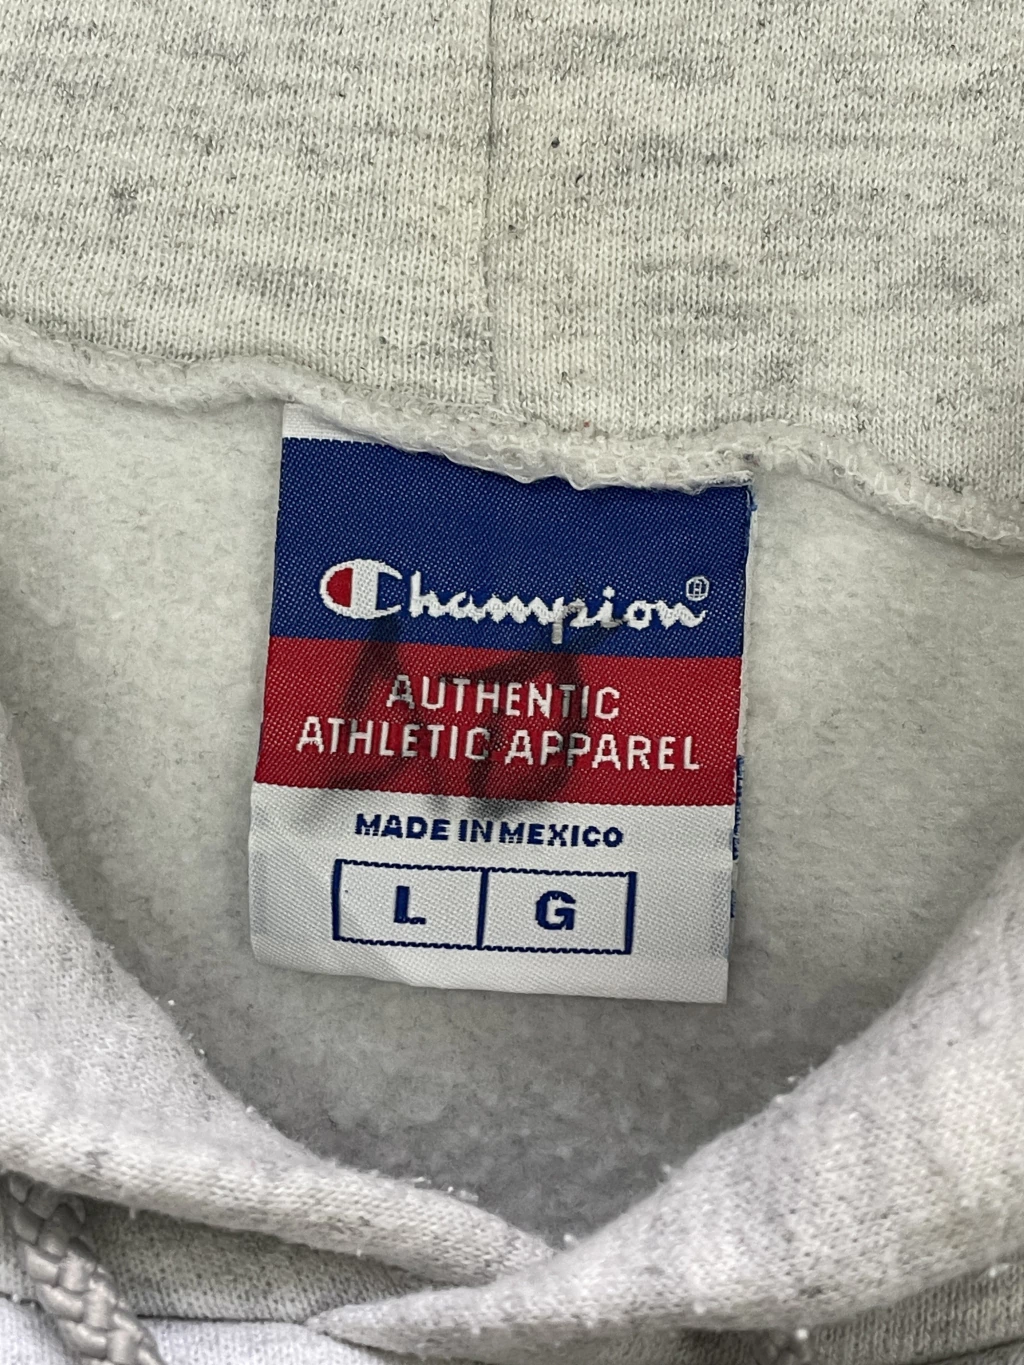 Champion®
AUTHENTIC
ATHLETIC APPAREL
MADE IN MEXICO
L G